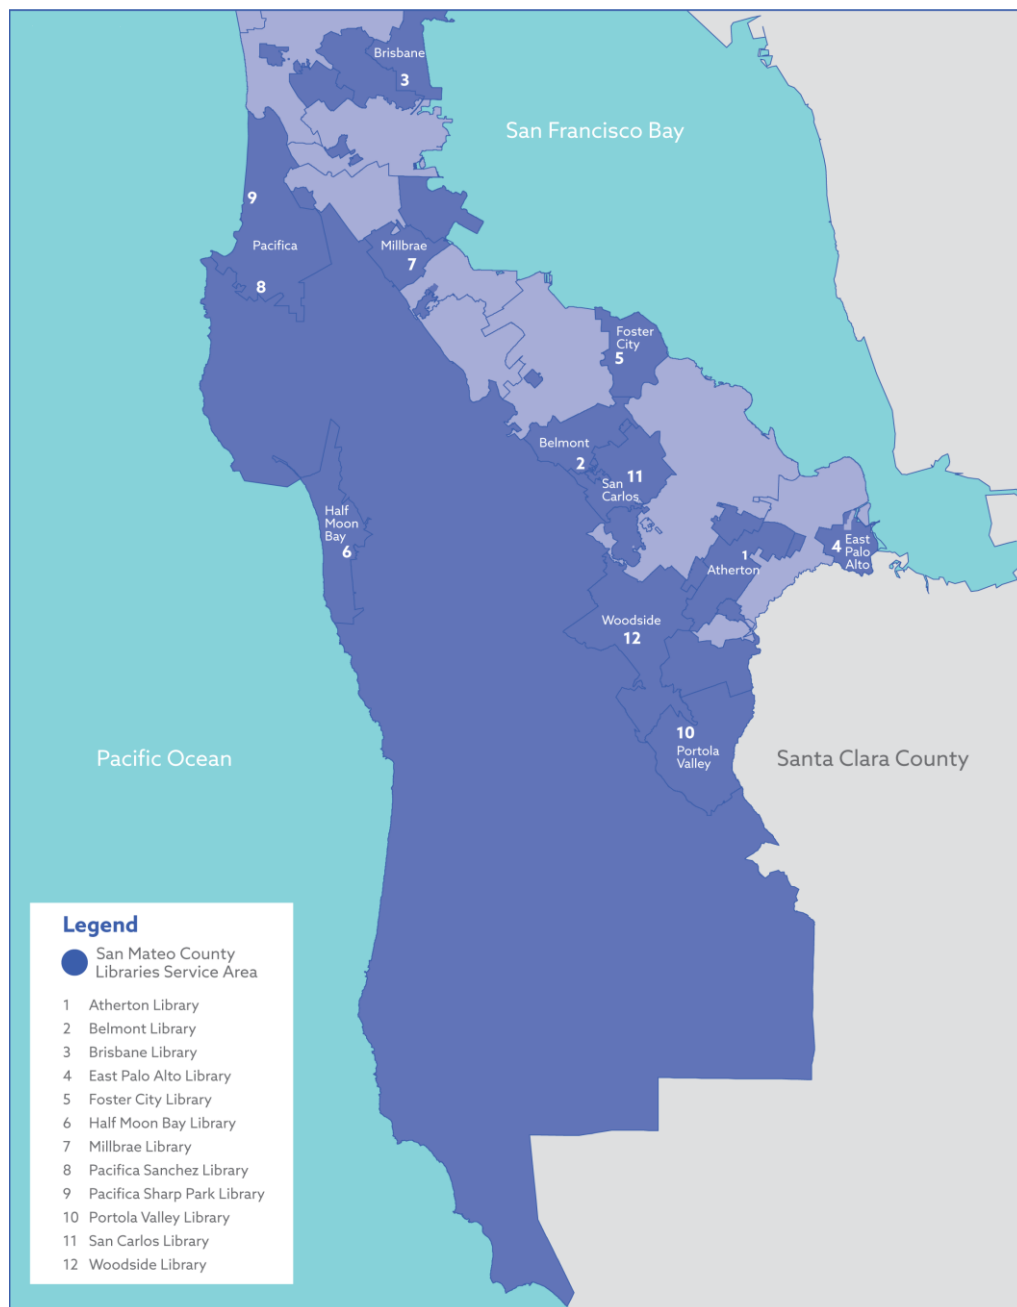 Brisbane
3
San Francisco Bay
9
Pacifica
8
Millbrae
7
Foster
City
5
Belmont
2
11
San
Carlos
Half
Moon
Bay
6
1
Atherton
4
East
Palo
Alto
Woodside
12
10
Portola
Valley
Pacific Ocean
Santa Clara County
Legend
San Mateo County
Libraries Service Area
1 Atherton Library
2 Belmont Library
3 Brisbane Library
4 East Palo Alto Library
5 Foster City Library
6 Half Moon Bay Library
7 Millbrae Library
8 Pacifica Sanchez Library
9 Pacifica Sharp Park Library
10 Portola Valley Library
11 San Carlos Library
12 Woodside Library